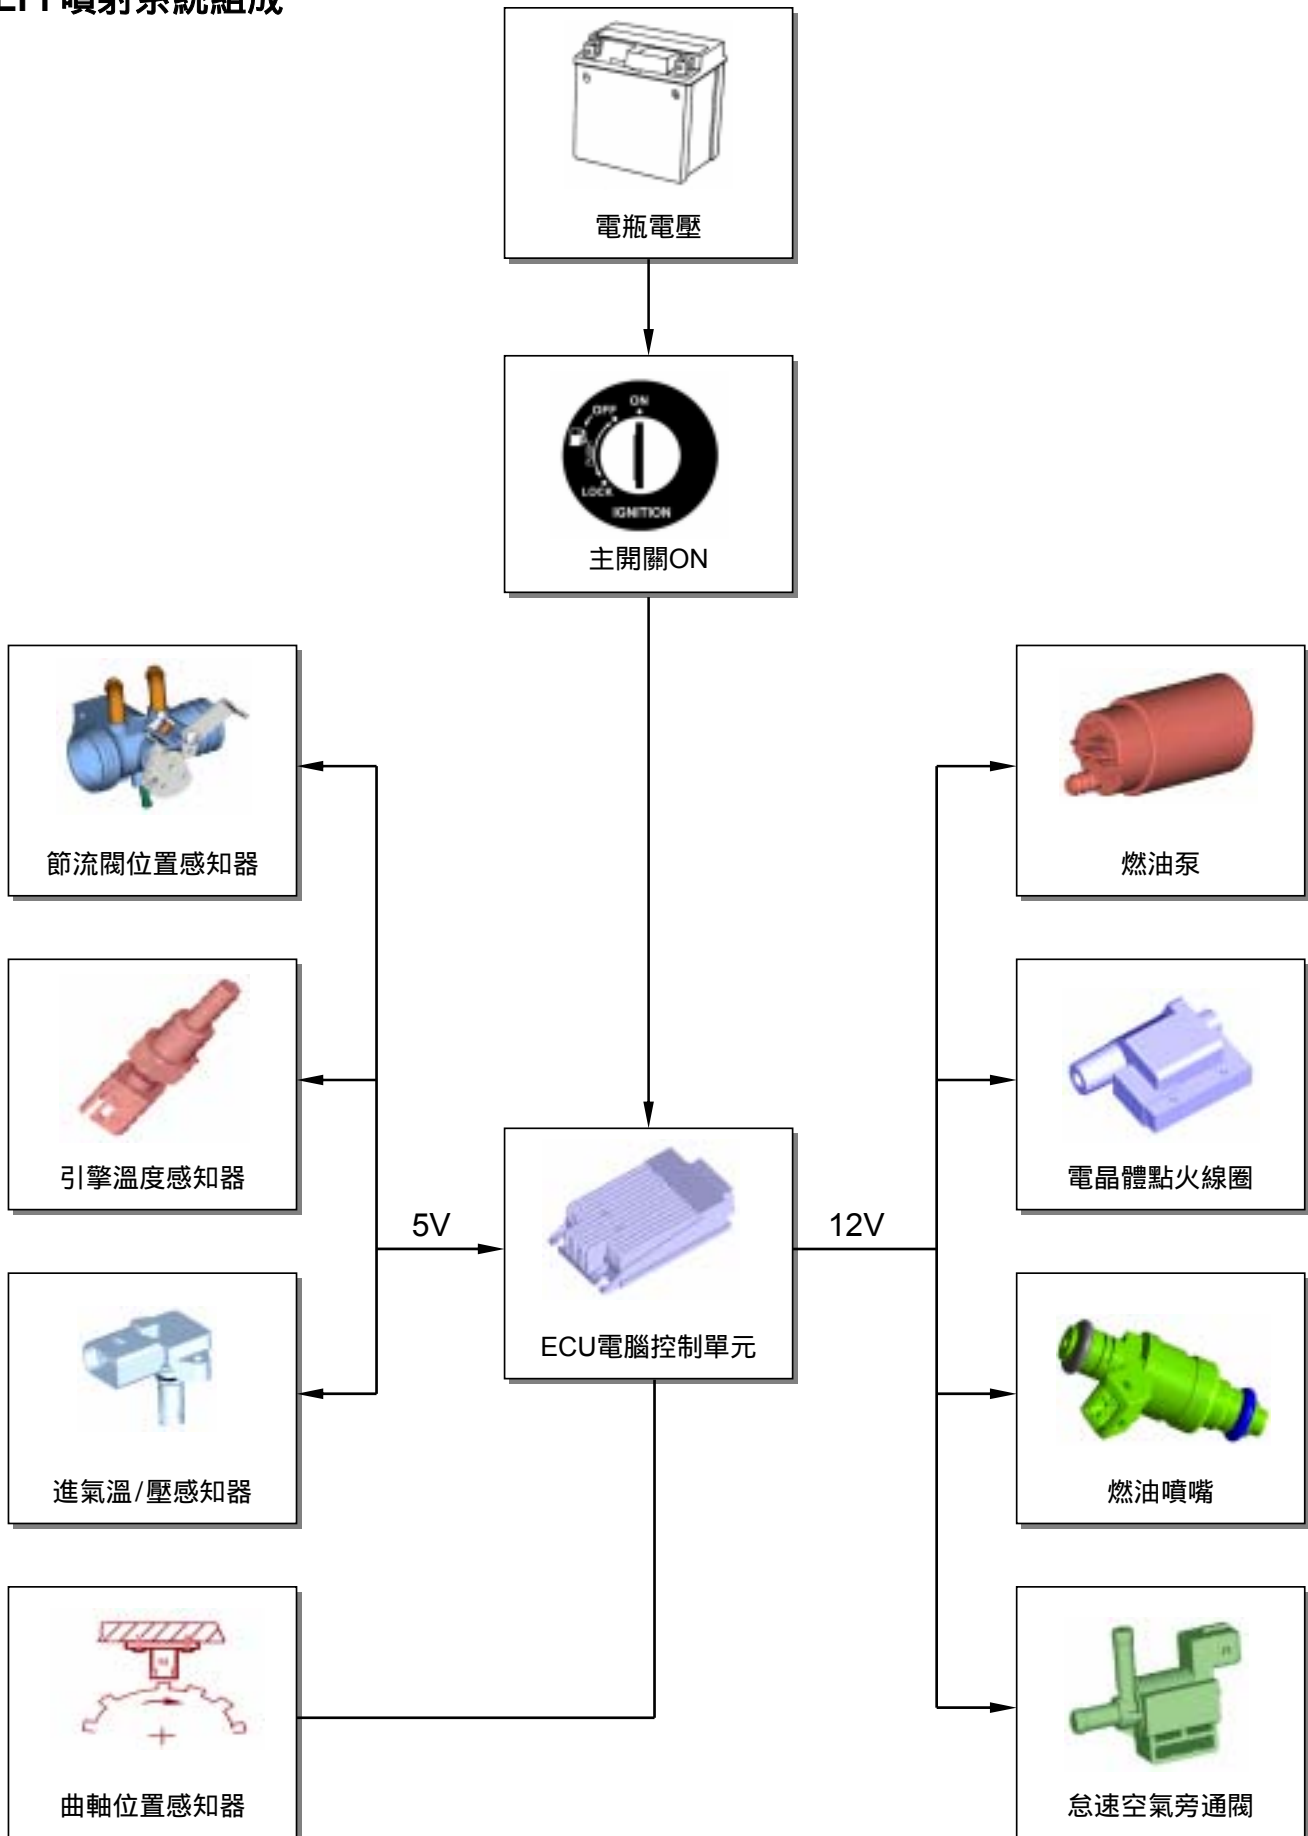 EFI 噴射系統組成
電瓶電壓
ON
OFF
LOCK
IGNITION
主開關ON
節流閥位置感知器
燃油泵
引擎溫度感知器
電晶體點火線圈
5V
12V
ECU電腦控制單元
進氣溫/壓感知器
燃油噴嘴
曲軸位置感知器
怠速空氣旁通閥